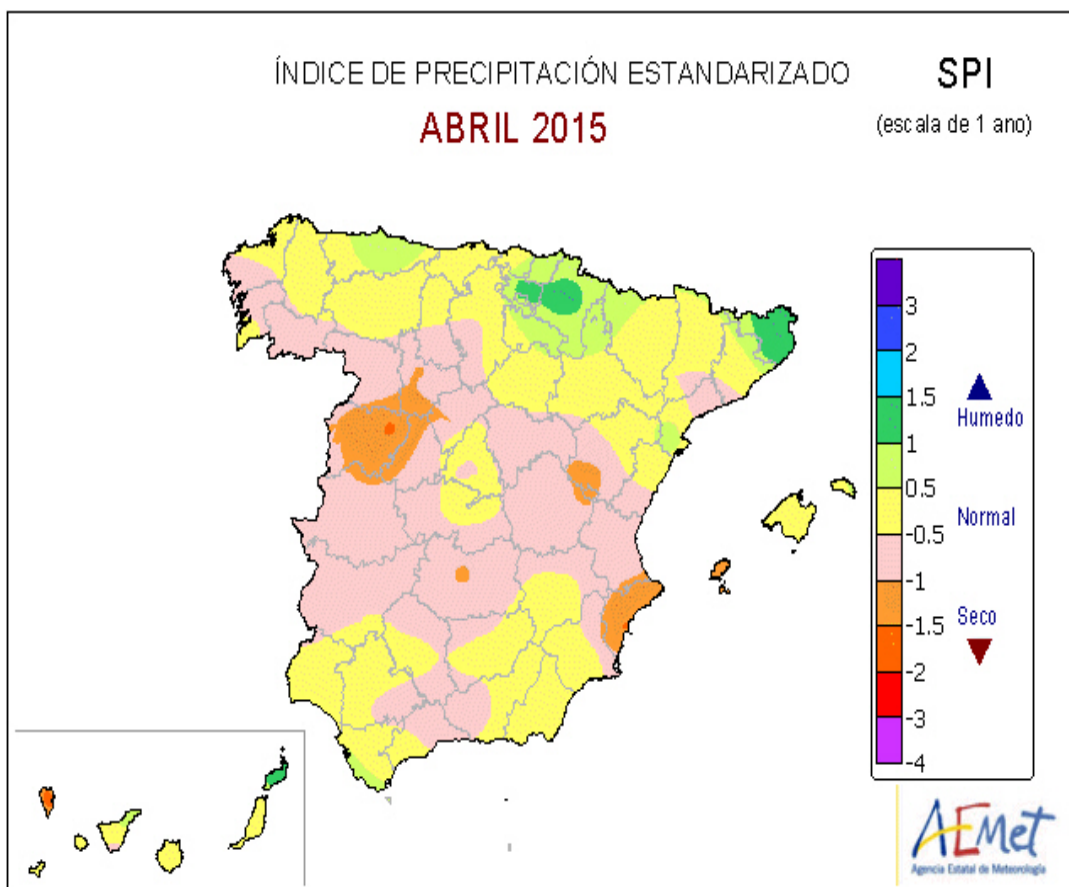 ÍNDICE DE PRECIPITACIÓN ESTANDARIZADO
SPI
ABRIL 2015
(escala de 1 ano)
3
2
1.5
1
0.5
-0.5
-1
-1.5
-2
-3
-4
Humedo
Normal
Seco
AEMet
Agencia Estatal de Meteorología